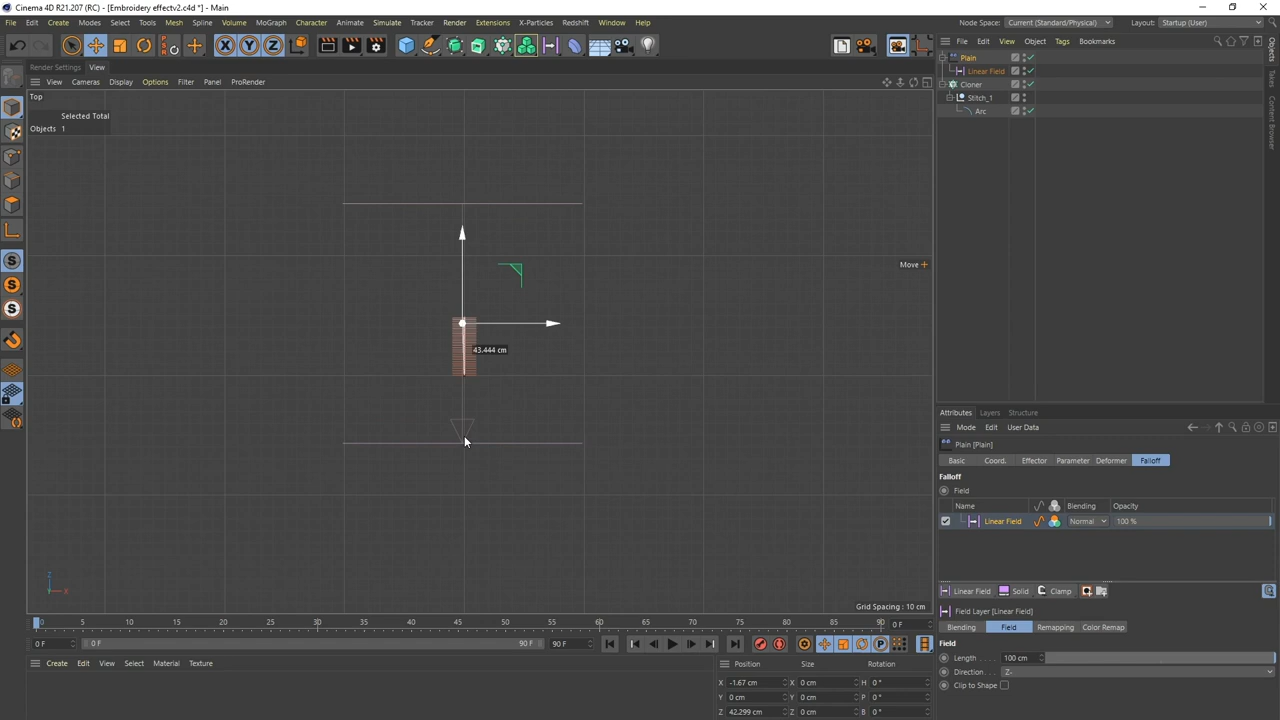 Cinema 4D R21.207 (RC) - [Embroidery effectv2.c4d *] - Main
File Edit Create Modes Select Tools Spline Mesh Volume MoGraph Character Animate Simulate Tracker Render Extensions X-Particles Redshift Window Help
Node Space: Current (Standard/Physical) Layout: Startup (User)
File Edit View Object Tags Bookmarks
Render Settings View
View Cameras Display Options Filter Panel ProRender
Top
Selected Total
Objects 1
Move
43.444 cm
Z
Y X
Grid Spacing : 10 cm
Plain
Linear Field
Cloner
Stitch_1
Arc
Objects
Takes
Content Browser
Attributes Layers Structure
Mode Edit User Data
Plain [Plain]
Basic Coord. Effector Parameter Deformer Falloff
Falloff
Field
Name Blending Opacity
Linear Field Normal 100 %
Linear Field Solid Clamp
Field Layer [Linear Field]
Blending Field Remapping Color Remap
Field
Length . . . . 100 cm
Direction. . . Z-
Clip to Shape
0 5 10 15 20 25 30 35 40 45 50 55 60 65 70 75 80 85 90 0 F
0 F 0 F 90 F 90 F
Create Edit View Select Material Texture
Position Size Rotation
X -1.67 cm X 0 cm H 0 °
Y 0 cm Y 0 cm P 0 °
Z 42.299 cm Z 0 cm B 0 °